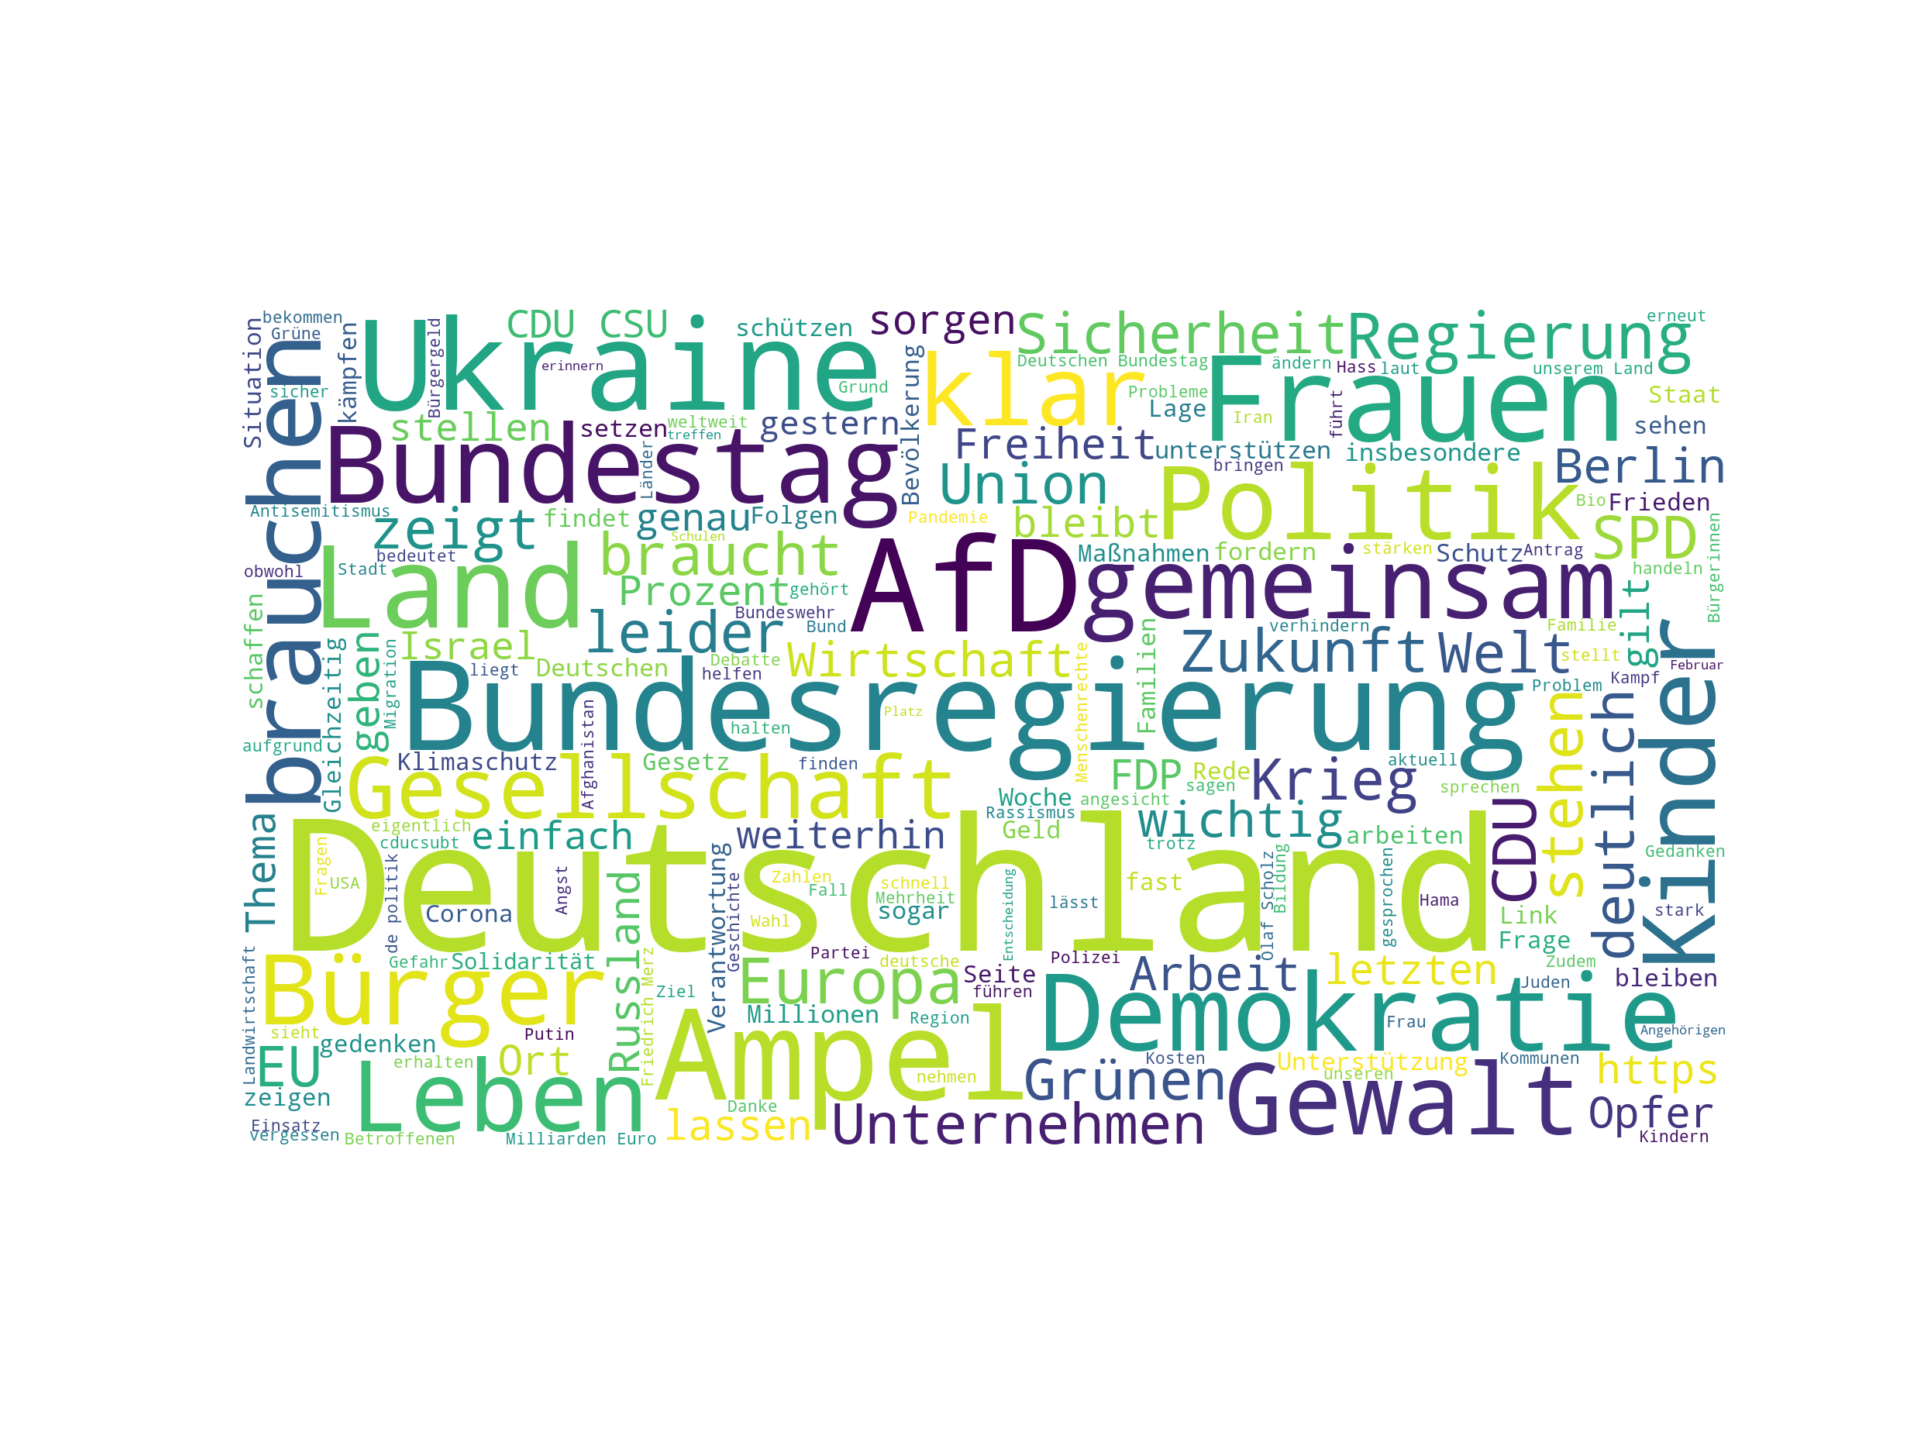 bekommen
Grüne
Situation
brauchen
kämpfen
Bürgergeld
CDU CSU
Ukraine
erinnern
schützen
sorgen
Sicherheit
Regierung
erneut
sicher
Grund
klar
Deutschen Bundestag
ändern
Hass
laut
unserem Land
Frauen
Probleme
Lage
Iran
führt
Staat
sehen
stellen
setzen
weltweit
treffen
gestern
Bevölkerung
Freiheit
unterstützen
insbesondere
bringen
Berlin
Bundestag
Länder
Union
Politik
Bio
Frieden
Antisemitismus
zeigt
findet
genau
Folgen
Pandemie
bleibt
SPD
Bürgerinnen
Schulen
bedeutet
braucht
Maßnahmen
fordern
stärken
Schutz
Antrag
obwohl
Stadt
Land
Prozent
gehört
AfD
gemeinsam
handeln
schaffen
Bundeswehr
Bund
leider
Familien
verhindern
Familie
gilt
Gleichzeitig
geben
Migration
Israel
liegt
Deutschen
Debatte
helfen
Wirtschaft
Menschenrechte
Zukunft
Welt
stellt
Februar
Kampf
Problem
Kinder
Bundesregierung
Platz
halten
stehen
deutlich
aufgrund
Klimaschutz
Afghanistan
Gesetz
finden
aktuell
Gesellschaft
FDP
Rede
sagen
Krieg
sprechen
Woche
angesicht
Rassismus
CDU
Thema
eigentlich
cducsubt
einfach
weiterhin
Geld
wichtig
trotz
arbeiten
Gedanken
Fragen
USA
de politik
Deutschland
Angst
Russland
Verantwortung
Geschichte
Zahlen
Fall
schnell
Mehrheit
sogar
Wahl
Entscheidung
lässt
fast
Olaf Scholz
Bildung
gesprochen
Hama
Link
stark
Corona
Frage
Landwirtschaft
Gefahr
Solidarität
Friedrich Merz
Partei
deutsche
Polizei
Zudem
Bürger
Ziel
Europa
Seite
führen
Arbeit
letzten
Juden
bleiben
sieht
Putin
Millionen
Region
Demokratie
Frau
Angehörigen
EU
gedenken
erhalten
Ort
Ampel
nehmen
Grünen
Kosten
Unterstützung
unseren
Kommunen
https
zeigen
Leben
Danke
Gewalt
Opfer
Einsatz
vergessen
Betroffenen
Milliarden Euro
lassen
Unternehmen
Kindern